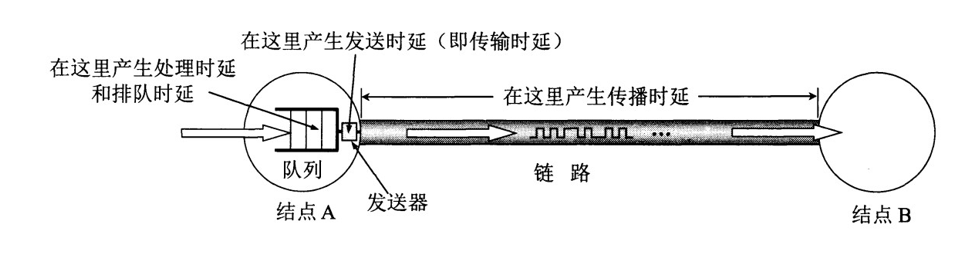 在这里产生发送时延（即传输时延）
在这里产生处理时延
和排队时延
在这里产生传播时延
队列
发送器
链 路
结点 A
结点 B
…